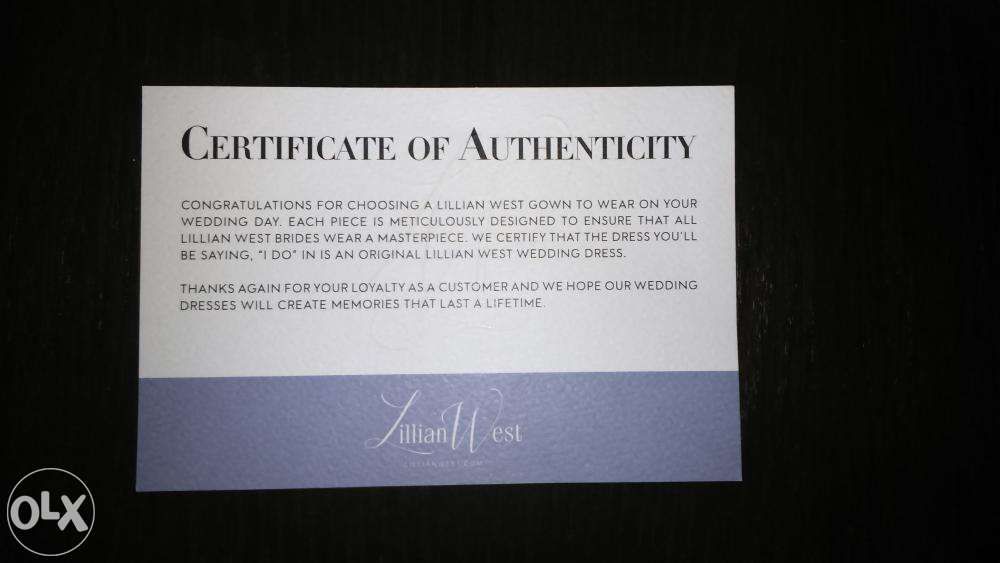 CERTIFICATE OF AUTHENTICITY
CONGRATULATIONS FOR CHOOSING A LILLIAN WEST GOWN TO WEAR ON YOUR
WEDDING DAY. EACH PIECE IS METICULOUSLY DESIGNED TO ENSURE THAT ALL
LILLIAN WEST BRIDES WEAR A MASTERPIECE. WE CERTIFY THAT THE DRESS YOU'LL
BE SAYING, "I DO" IN IS AN ORIGINAL LILLIAN WEST WEDDING DRESS.
THANKS AGAIN FOR YOUR LOYALTY AS A CUSTOMER AND WE HOPE OUR WEDDING
DRESSES WILL CREATE MEMORIES THAT LAST A LIFETIME.
Lillian West
LILLIANWEST.COM
OLX